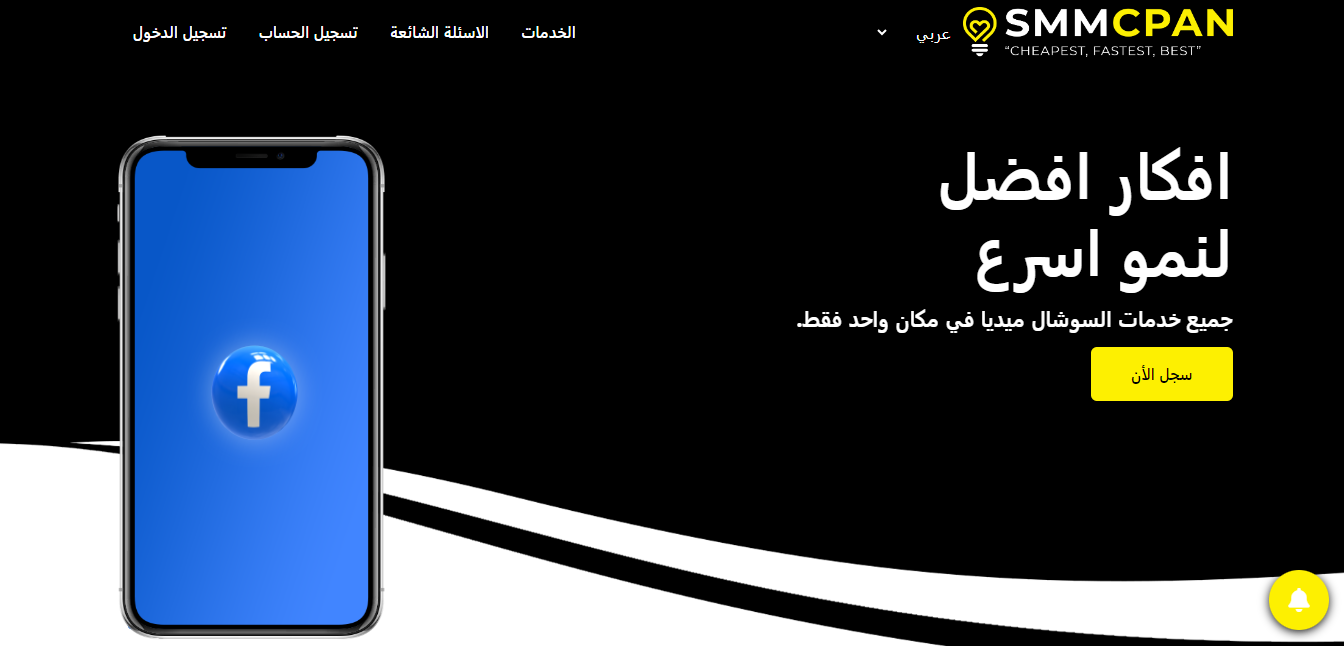 SMMCPAN
“CHEAPEST, FASTEST, BEST”
عربي
الخدمات
الاسئلة الشائعة
تسجيل الحساب
تسجيل الدخول
افكار افضل
لنمو اسرع
جميع خدمات السوشال ميديا في مكان واحد فقط.
سجل الأن
f